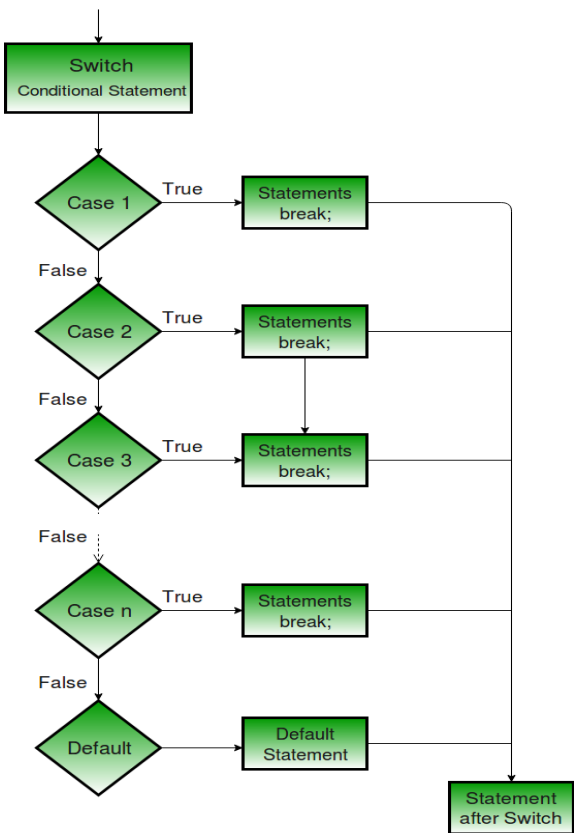 Switch
Conditional Statement
Case 1
True
Statements
break;
False
Case 2
True
Statements
break;
False
Case 3
True
Statements
break;
False
Case n
True
Statements
break;
False
Default
Default
Statement
Statement
after Switch